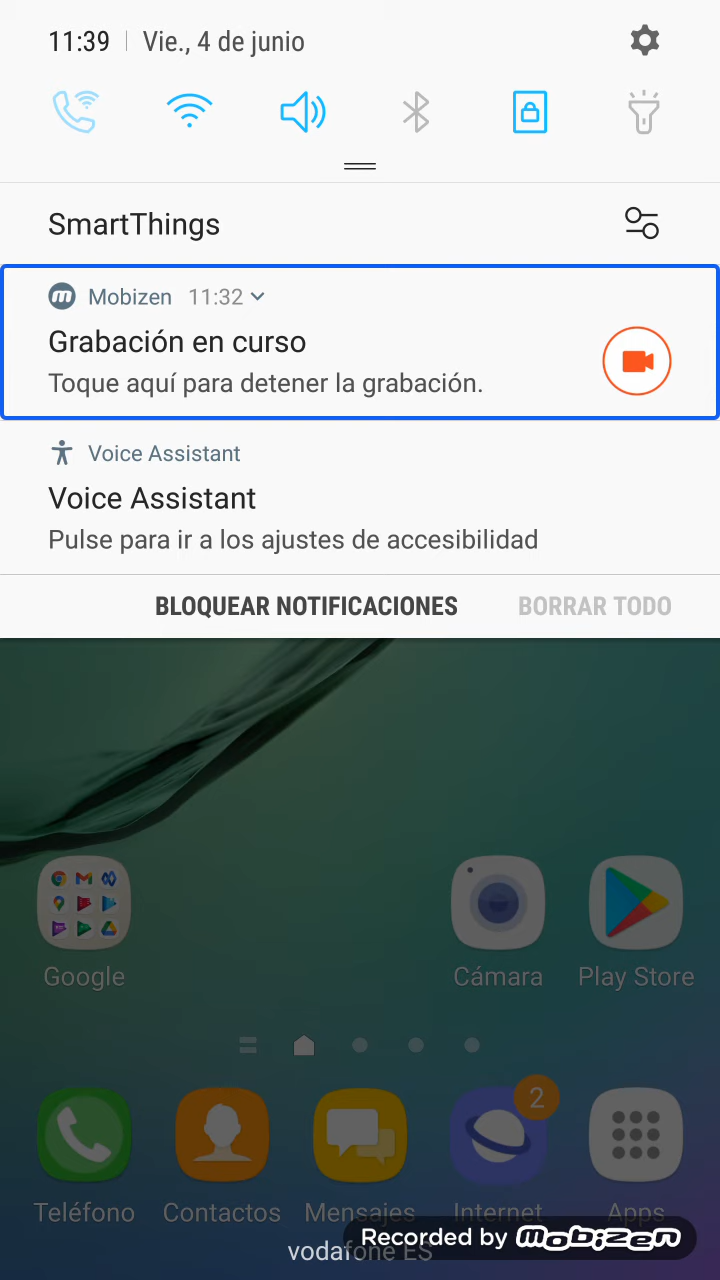 11:39 Vie., 4 de junio
SmartThings
Mobizen 11:32
Grabación en curso
Toque aquí para detener la grabación.
Voice Assistant
Voice Assistant
Pulse para ir a los ajustes de accesibilidad
BLOQUEAR NOTIFICACIONES BORRAR TODO
Google Cámara Play Store
2
Teléfono Contactos Mensajes Internet Apps
Recorded by mobizen
vodafone ES